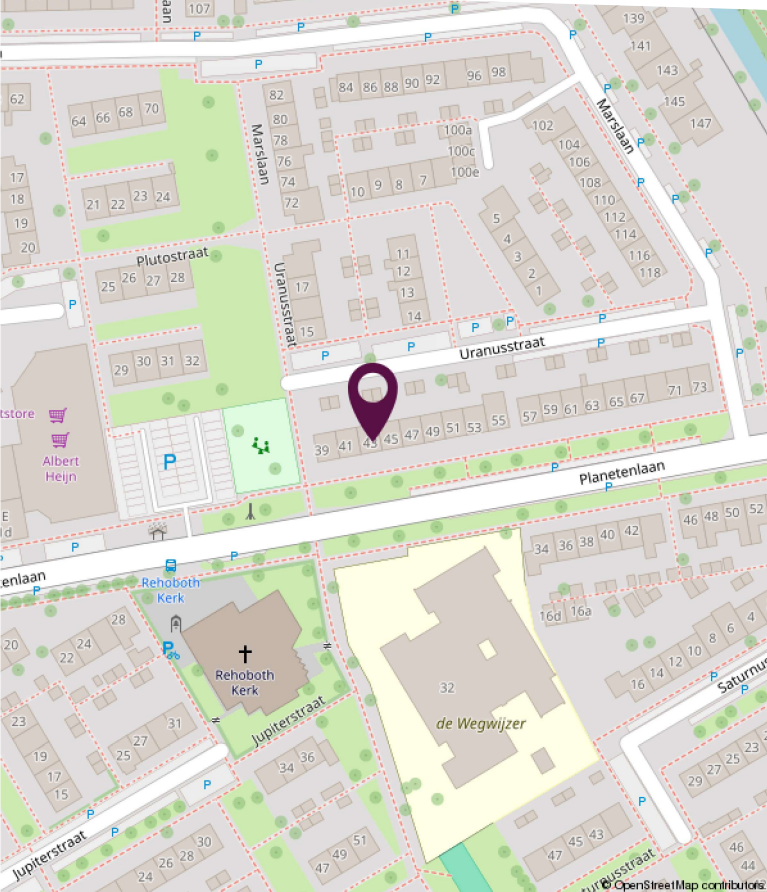 107
laan
139
141
143
145
147
P
P
P
P
P
P
84 86 88 90 92 96 98
62
64 66 68 70
82
80
78
76
74
72
Marslaan
100a
100c
100e
102
104
106
108
110
112
114
116
118
Marslaan
P
P
P
P
P
17
18
19
20
21 22 23 24
10 9 8 7
5
4
3
2
1
Plutostraat
25 26 27 28
11
12
13
14
17
15
Uranusstraat
P
P
P
P
P
P
P
P
Uranusstraat
29 30 31 32
tstore
Albert
Heijn
P
39 41 43 45 47 49 51 53 55
57 59 61 63 65 67 71 73
Planetenlaan
P
P
E
ld
P
P
P
tenlaan
P
Rehoboth
Kerk
34 36 38 40 42
46 48 50 52
16d 16a
20
22 24 28
P
Rehoboth
Kerk
32
de Wegwijzer
16 14 12 10 8 6 4
Saturnus
P
P
23
19
17
15
25 27 31
Jupiterstraat
34 36
P
P
P
Jupiterstraat
24 26 28 30
47 49 51
47 45 43
29 27 25 23
P
46
44
turnusstraat
© OpenStreetMap contributors